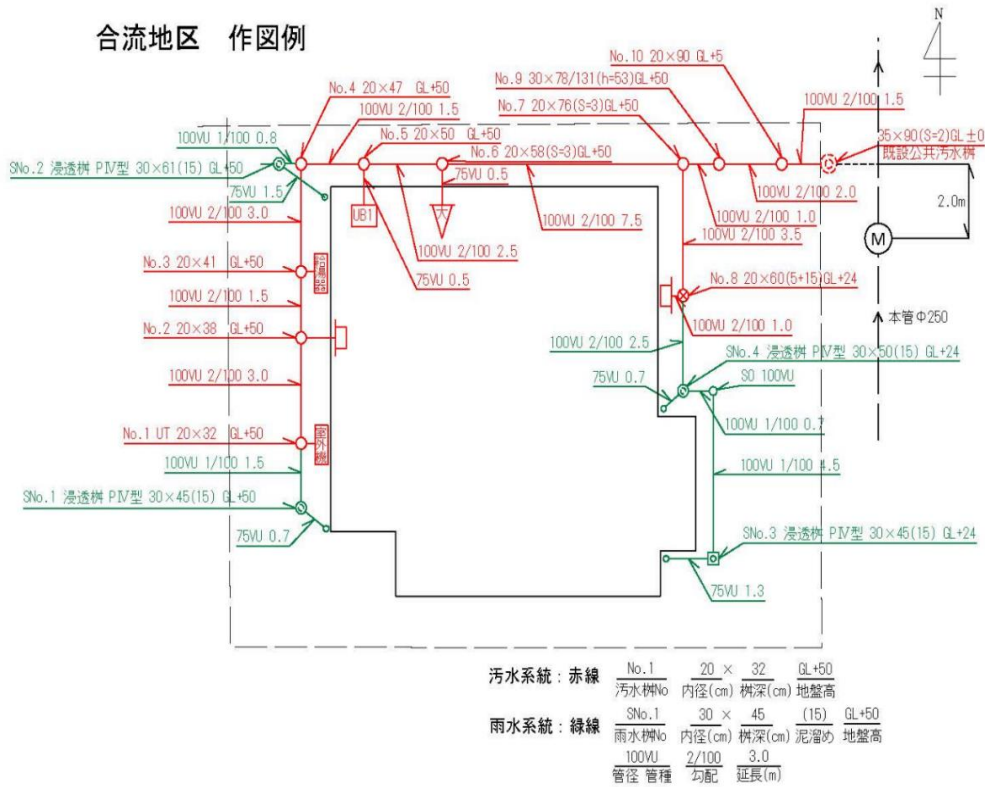 合流地区 作図例
N
No.10 20×90 GL+5
No.9 30×78/131(h=53)GL+50
No.4 20×47 GL+50
No.7 20×76(S=3)GL+50
100VU 2/100 1.5
100VU 2/100 1.5
No.5 20×50 GL+50
100VU 1/100 0.8
35×90(S=2)GL±0
既設公共汚水桝
No.6 20×58(S=3)GL+50
SNo.2 浸透桝 PⅣ型 30×61(15) GL+50
75VU 0.5
75VU 1.5
100VU 2/100 2.0
2.0m
UB1
大
100VU 2/100 1.0
100VU 2/100 3.0
100VU 2/100 7.5
M
100VU 2/100 3.5
100VU 2/100 2.5
No.3 20×41 GL+50
75VU 0.5
No.8 20×60(5+15)GL+24
100VU 2/100 1.5
本管Φ250
100VU 2/100 1.0
No.2 20×38 GL+50
100VU 2/100 2.5
SNo.4 浸透桝 PⅣ型 30×50(15) GL+24
100VU 2/100 3.0
75VU 0.7
SO 100VU
100VU 1/100 0.7
No.1 UT 20×32 GL+50
室外機
100VU 1/100 1.5
100VU 1/100 4.5
SNo.1 浸透桝 PⅣ型 30×45(15) GL+50
75VU 0.7
SNo.3 浸透桝 PⅣ型 30×45(15) GL+24
75VU 1.3
汚水系統：赤線 No.1 20 × 32 GL+50
汚水桝No 内径(cm) 桝深(cm) 地盤高
雨水系統：緑線 SNo.1 30 × 45 (15) GL+50
雨水桝No 内径(cm) 桝深(cm) 泥溜め 地盤高
100VU 2/100 3.0
管径 管種 勾配 延長(m)